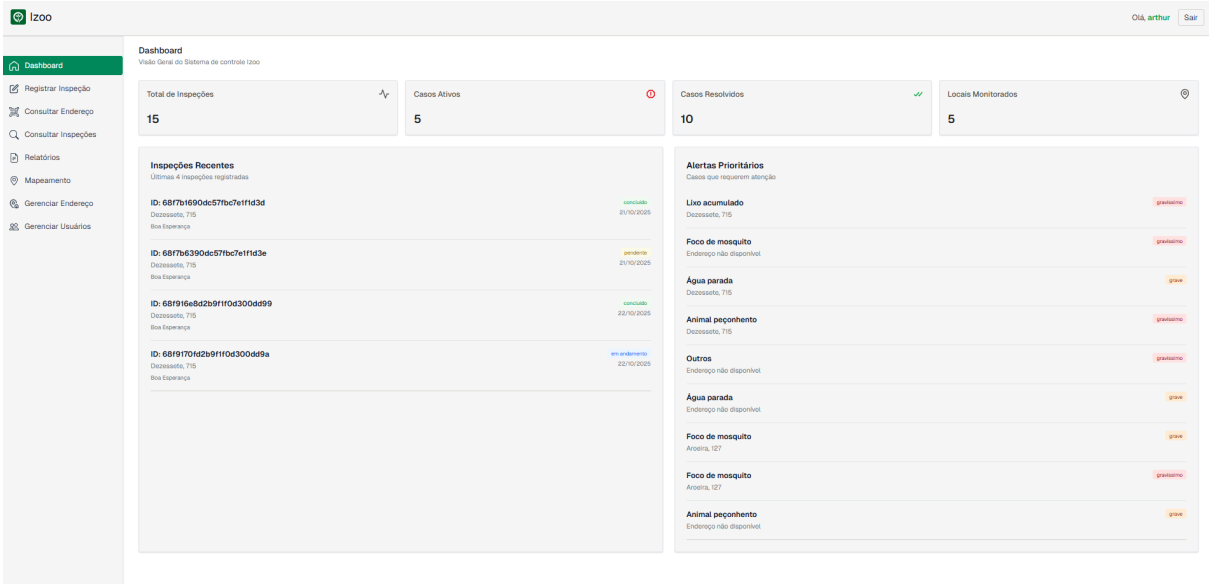 Izoo
Olá, arthur
Sair
Dashboard
Registrar Inspeção
Consultar Endereço
Consultar Inspeções
Relatórios
Mapeamento
Gerenciar Endereço
Gerenciar Usuários
Dashboard
Visão Geral do Sistema de controle Izoo
Total de Inspeções
15
Casos Ativos
5
Casos Resolvidos
10
Locais Monitorados
5
Inspeções Recentes
Últimas 4 inspeções registradas
ID: 68f7b1690dc57fbc7e1f1d3d
concluído
Dezessete, 715
21/10/2025
Boa Esperança
ID: 68f7b6390dc57fbc7e1f1d3e
pendente
Dezessete, 715
21/10/2025
Boa Esperança
ID: 68f916e8d2b9f1f0d300dd99
concluído
Dezessete, 715
22/10/2025
Boa Esperança
ID: 68f9170fd2b9f1f0d300dd9a
em andamento
Dezessete, 715
22/10/2025
Boa Esperança
Alertas Prioritários
Casos que requerem atenção
Lixo acumulado
gravíssimo
Dezessete, 715
Foco de mosquito
gravíssimo
Endereço não disponível
Água parada
grave
Dezessete, 715
Animal peçonhento
gravíssimo
Dezessete, 715
Outros
gravíssimo
Endereço não disponível
Água parada
grave
Endereço não disponível
Foco de mosquito
grave
Aroeira, 127
Foco de mosquito
gravíssimo
Aroeira, 127
Animal peçonhento
grave
Endereço não disponível